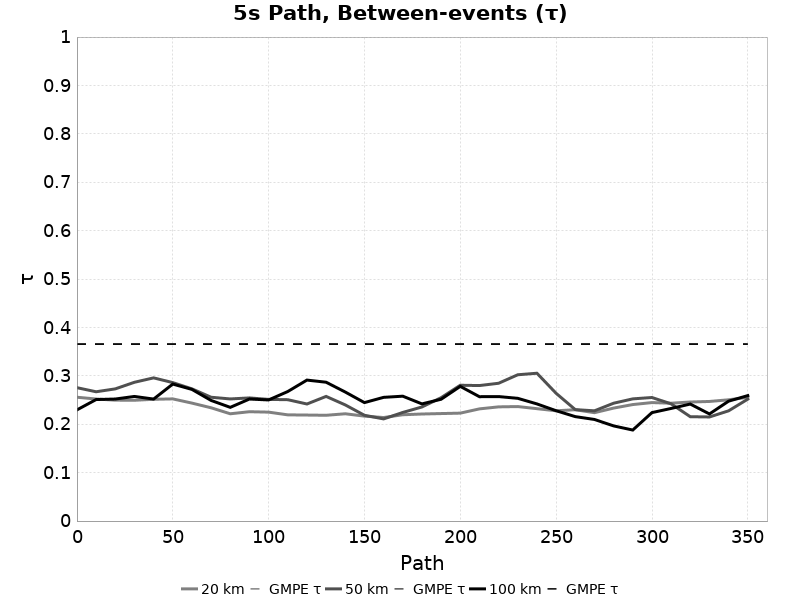 5s Path, Between-events (τ)
1
0.9
0.8
0.7
0.6
0.5
0.4
0.3
0.2
0.1
0
τ
0 50 100 150 200 250 300 350
Path
20 km GMPE τ 50 km GMPE τ 100 km GMPE τ